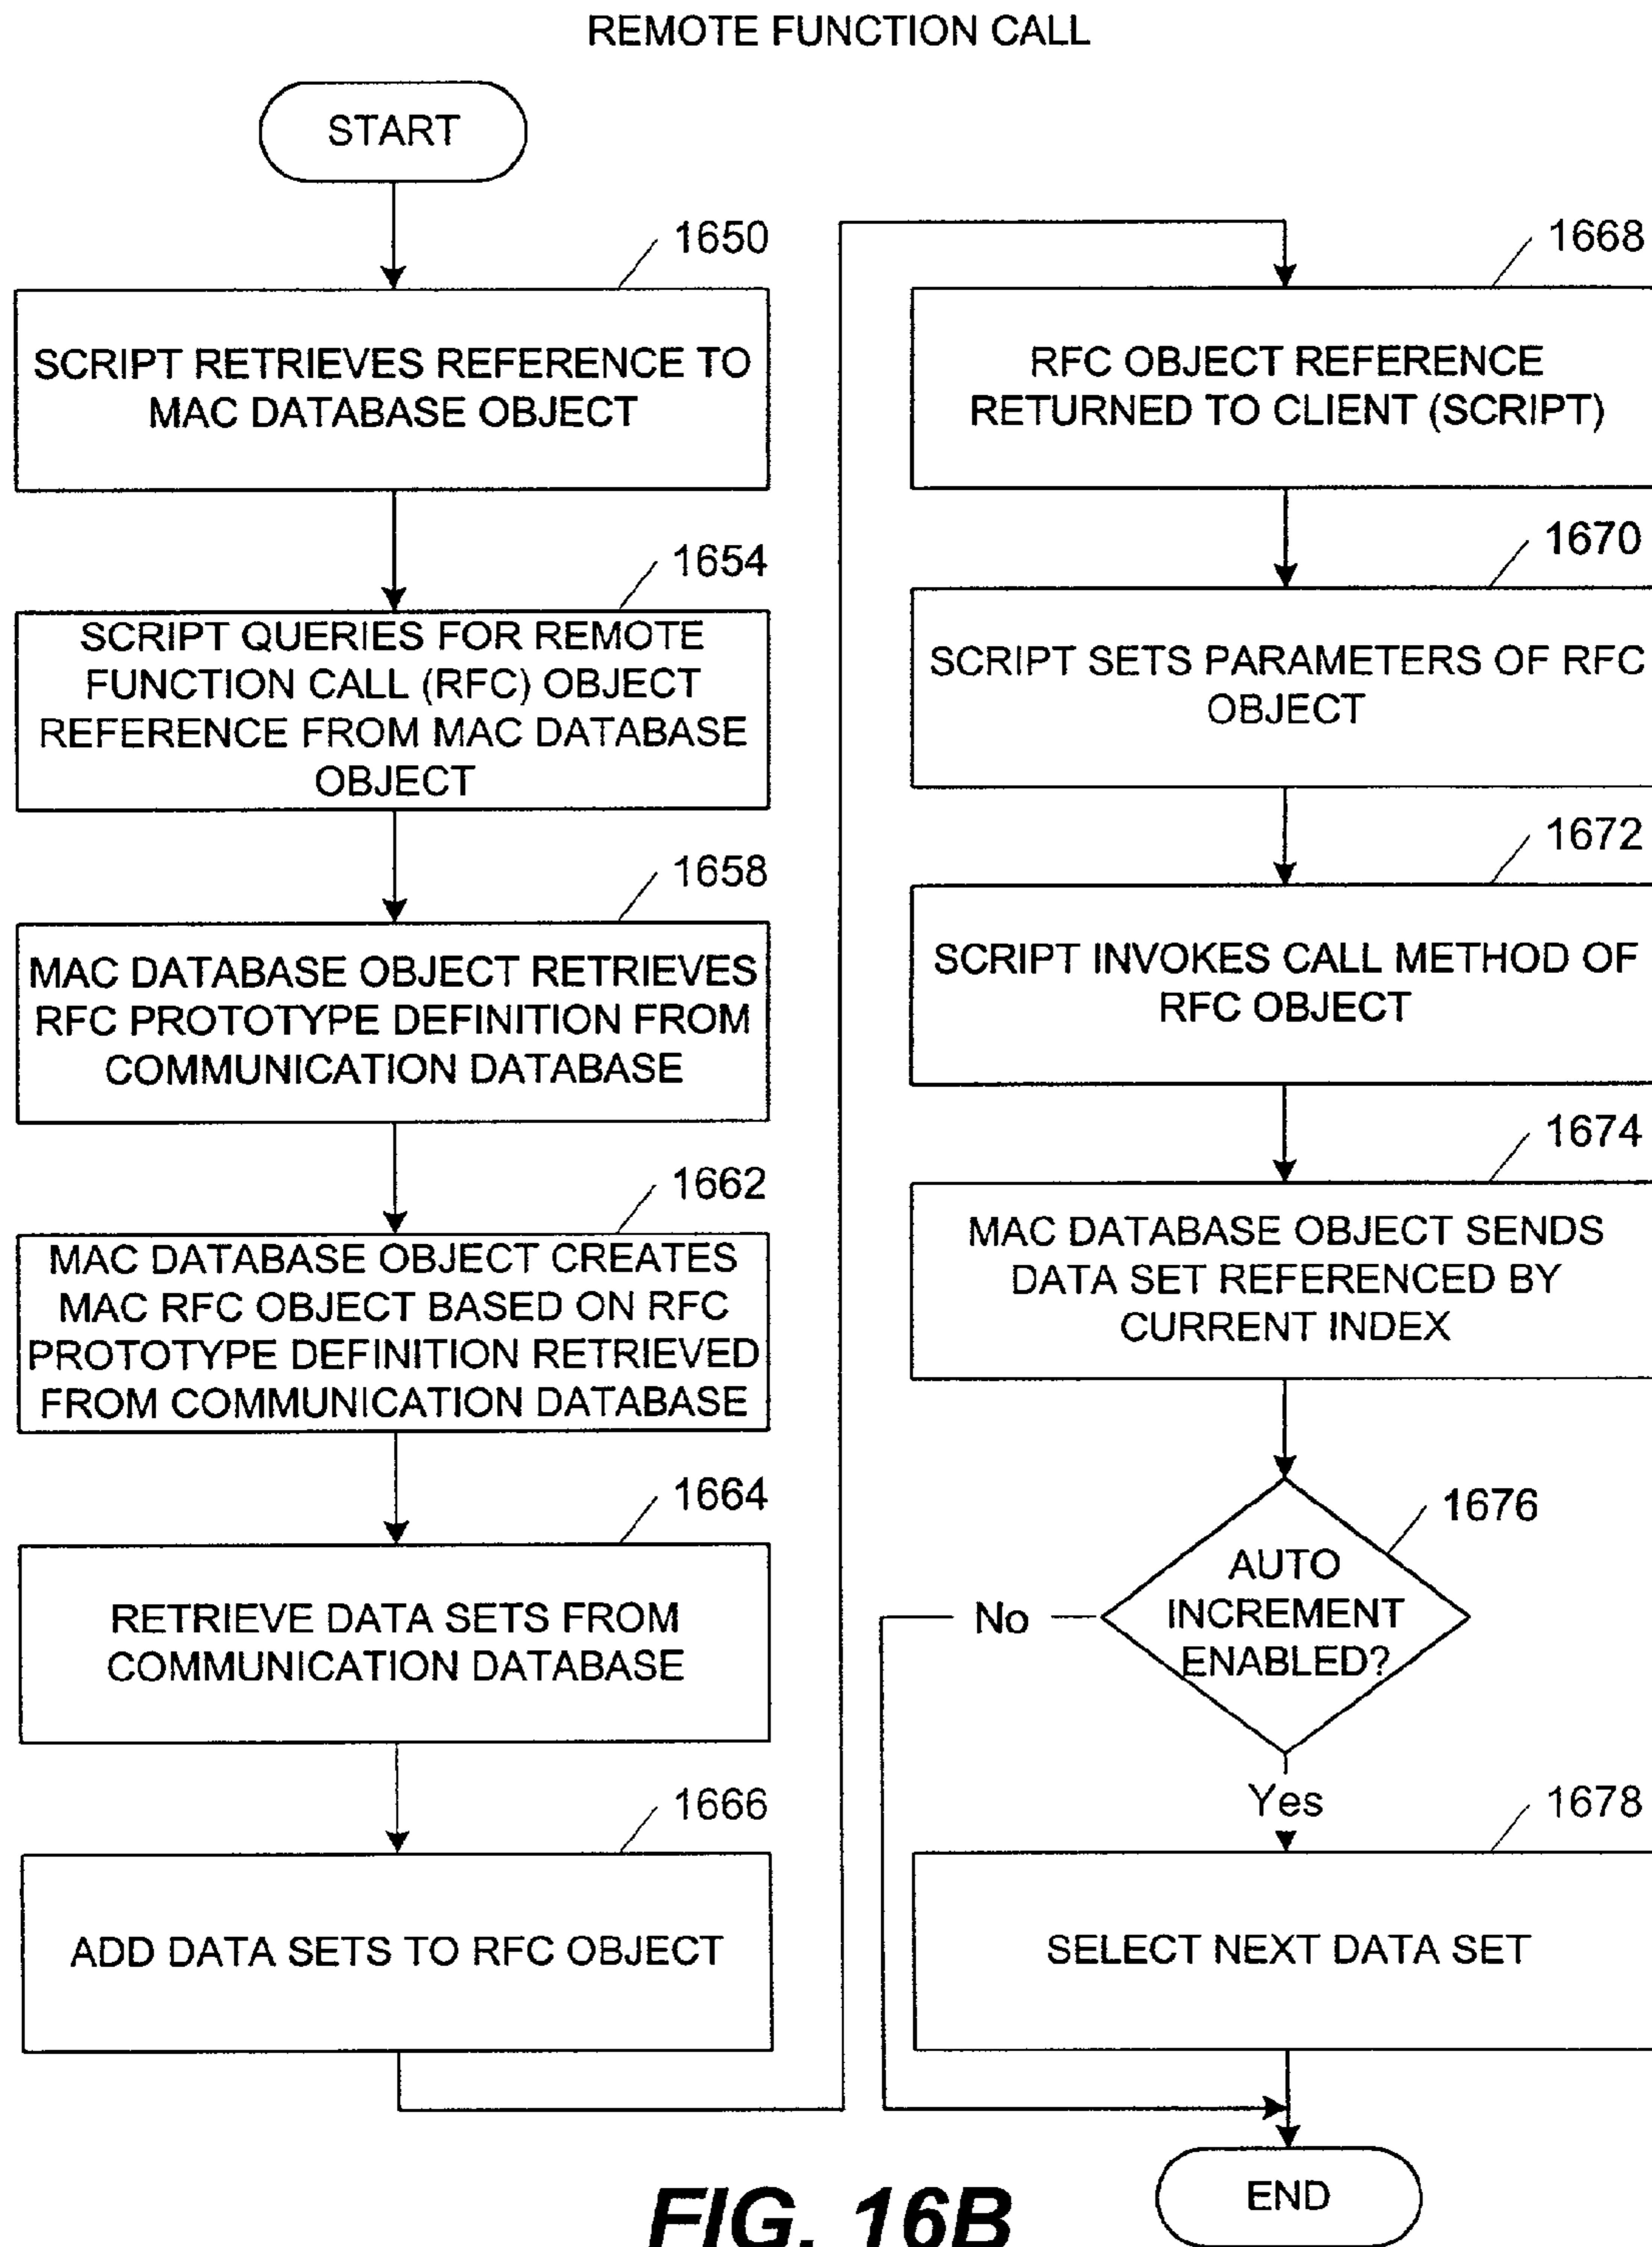 REMOTE FUNCTION CALL
START
1650
SCRIPT RETRIEVES REFERENCE TO
MAC DATABASE OBJECT
1654
SCRIPT QUERIES FOR REMOTE
FUNCTION CALL (RFC) OBJECT
REFERENCE FROM MAC DATABASE
OBJECT
1658
MAC DATABASE OBJECT RETRIEVES
RFC PROTOTYPE DEFINITION FROM
COMMUNICATION DATABASE
1662
MAC DATABASE OBJECT CREATES
MAC RFC OBJECT BASED ON RFC
PROTOTYPE DEFINITION RETRIEVED
FROM COMMUNICATION DATABASE
1664
RETRIEVE DATA SETS FROM
COMMUNICATION DATABASE
1666
ADD DATA SETS TO RFC OBJECT
1668
RFC OBJECT REFERENCE
RETURNED TO CLIENT (SCRIPT)
1670
SCRIPT SETS PARAMETERS OF RFC
OBJECT
1672
SCRIPT INVOKES CALL METHOD OF
RFC OBJECT
1674
MAC DATABASE OBJECT SENDS
DATA SET REFERENCED BY
CURRENT INDEX
1676
AUTO
INCREMENT
ENABLED?
No
Yes
1678
SELECT NEXT DATA SET
END
FIG. 16B